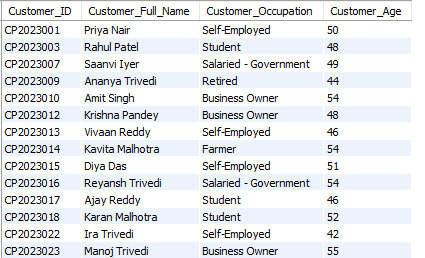 Customer_ID Customer_Full_Name Customer_Occupation Customer_Age
CP2023001 Priya Nair Self-Employed 50
CP2023003 Rahul Patel Student 48
CP2023007 Saanvi Iyer Salaried - Government 49
CP2023009 Ananya Trivedi Retired 44
CP2023010 Amit Singh Business Owner 54
CP2023012 Krishna Pandey Business Owner 48
CP2023013 Vivaan Reddy Self-Employed 46
CP2023014 Kavita Malhotra Farmer 54
CP2023015 Diya Das Self-Employed 51
CP2023016 Reyansh Trivedi Salaried - Government 54
CP2023017 Ajay Reddy Student 46
CP2023018 Karan Malhotra Student 52
CP2023022 Ira Trivedi Self-Employed 42
CP2023023 Manoj Trivedi Business Owner 55